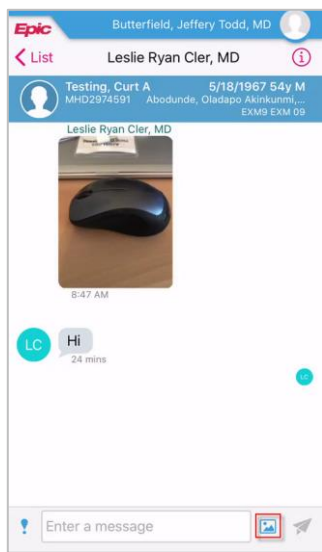 Epic
Butterfield, Jeffery Todd, MD
List
Leslie Ryan Cler, MD
Testing, Curt A 5/18/1967 54y M
MHD2974591 Abodunde, Oladapo Akinkunmi,...
EXM9 EXM 09
Leslie Ryan Cler, MD
8:47 AM
LC
Hi
24 mins
LC
Enter a message